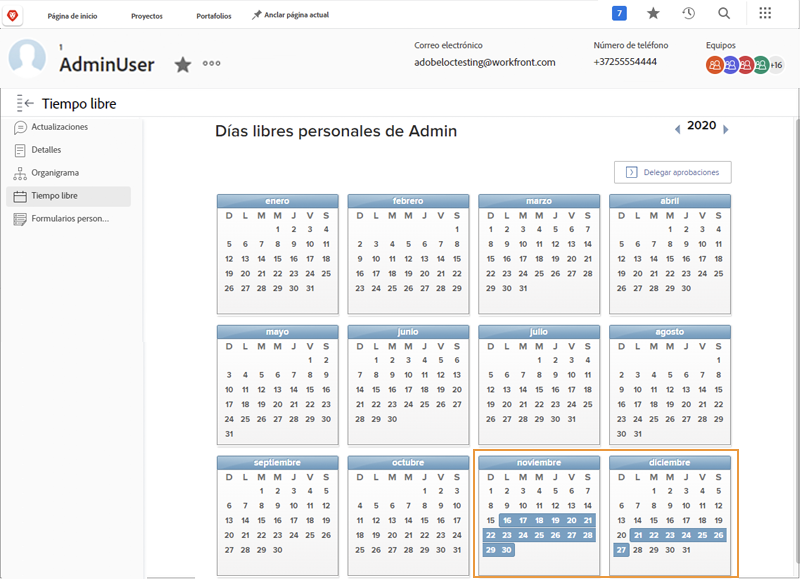 Página de inicio Proyectos Portafolios Anclar página actual 7
1
AdminUser
Correo electrónico
adobeloctesting@workfront.com
Número de teléfono
+37255554444
Equipos
+16
Tiempo libre
Actualizaciones
Detalles
Organigrama
Tiempo libre
Formularios person...
Días libres personales de Admin
2020
Delegar aprobaciones
enero
D L M M J V S
1 2 3 4
5 6 7 8 9 10 11
12 13 14 15 16 17 18
19 20 21 22 23 24 25
26 27 28 29 30 31
febrero
D L M M J V S
1
2 3 4 5 6 7 8
9 10 11 12 13 14 15
16 17 18 19 20 21 22
23 24 25 26 27 28 29
marzo
D L M M J V S
1 2 3 4 5 6 7
8 9 10 11 12 13 14
15 16 17 18 19 20 21
22 23 24 25 26 27 28
29 30 31
abril
D L M M J V S
1 2 3 4
5 6 7 8 9 10 11
12 13 14 15 16 17 18
19 20 21 22 23 24 25
26 27 28 29 30
mayo
D L M M J V S
1 2
3 4 5 6 7 8 9
10 11 12 13 14 15 16
17 18 19 20 21 22 23
24 25 26 27 28 29 30
31
junio
D L M M J V S
1 2 3 4 5 6
7 8 9 10 11 12 13
14 15 16 17 18 19 20
21 22 23 24 25 26 27
28 29 30
julio
D L M M J V S
1 2 3 4
5 6 7 8 9 10 11
12 13 14 15 16 17 18
19 20 21 22 23 24 25
26 27 28 29 30 31
agosto
D L M M J V S
1
2 3 4 5 6 7 8
9 10 11 12 13 14 15
16 17 18 19 20 21 22
23 24 25 26 27 28 29
30 31
septiembre
D L M M J V S
1 2 3 4 5
6 7 8 9 10 11 12
13 14 15 16 17 18 19
20 21 22 23 24 25 26
27 28 29 30
octubre
D L M M J V S
1 2 3
4 5 6 7 8 9 10
11 12 13 14 15 16 17
18 19 20 21 22 23 24
25 26 27 28 29 30 31
noviembre
D L M M J V S
1 2 3 4 5 6 7
8 9 10 11 12 13 14
15 16 17 18 19 20 21
22 23 24 25 26 27 28
29 30
diciembre
D L M M J V S
1 2 3 4 5
6 7 8 9 10 11 12
13 14 15 16 17 18 19
20 21 22 23 24 25 26
27 28 29 30 31